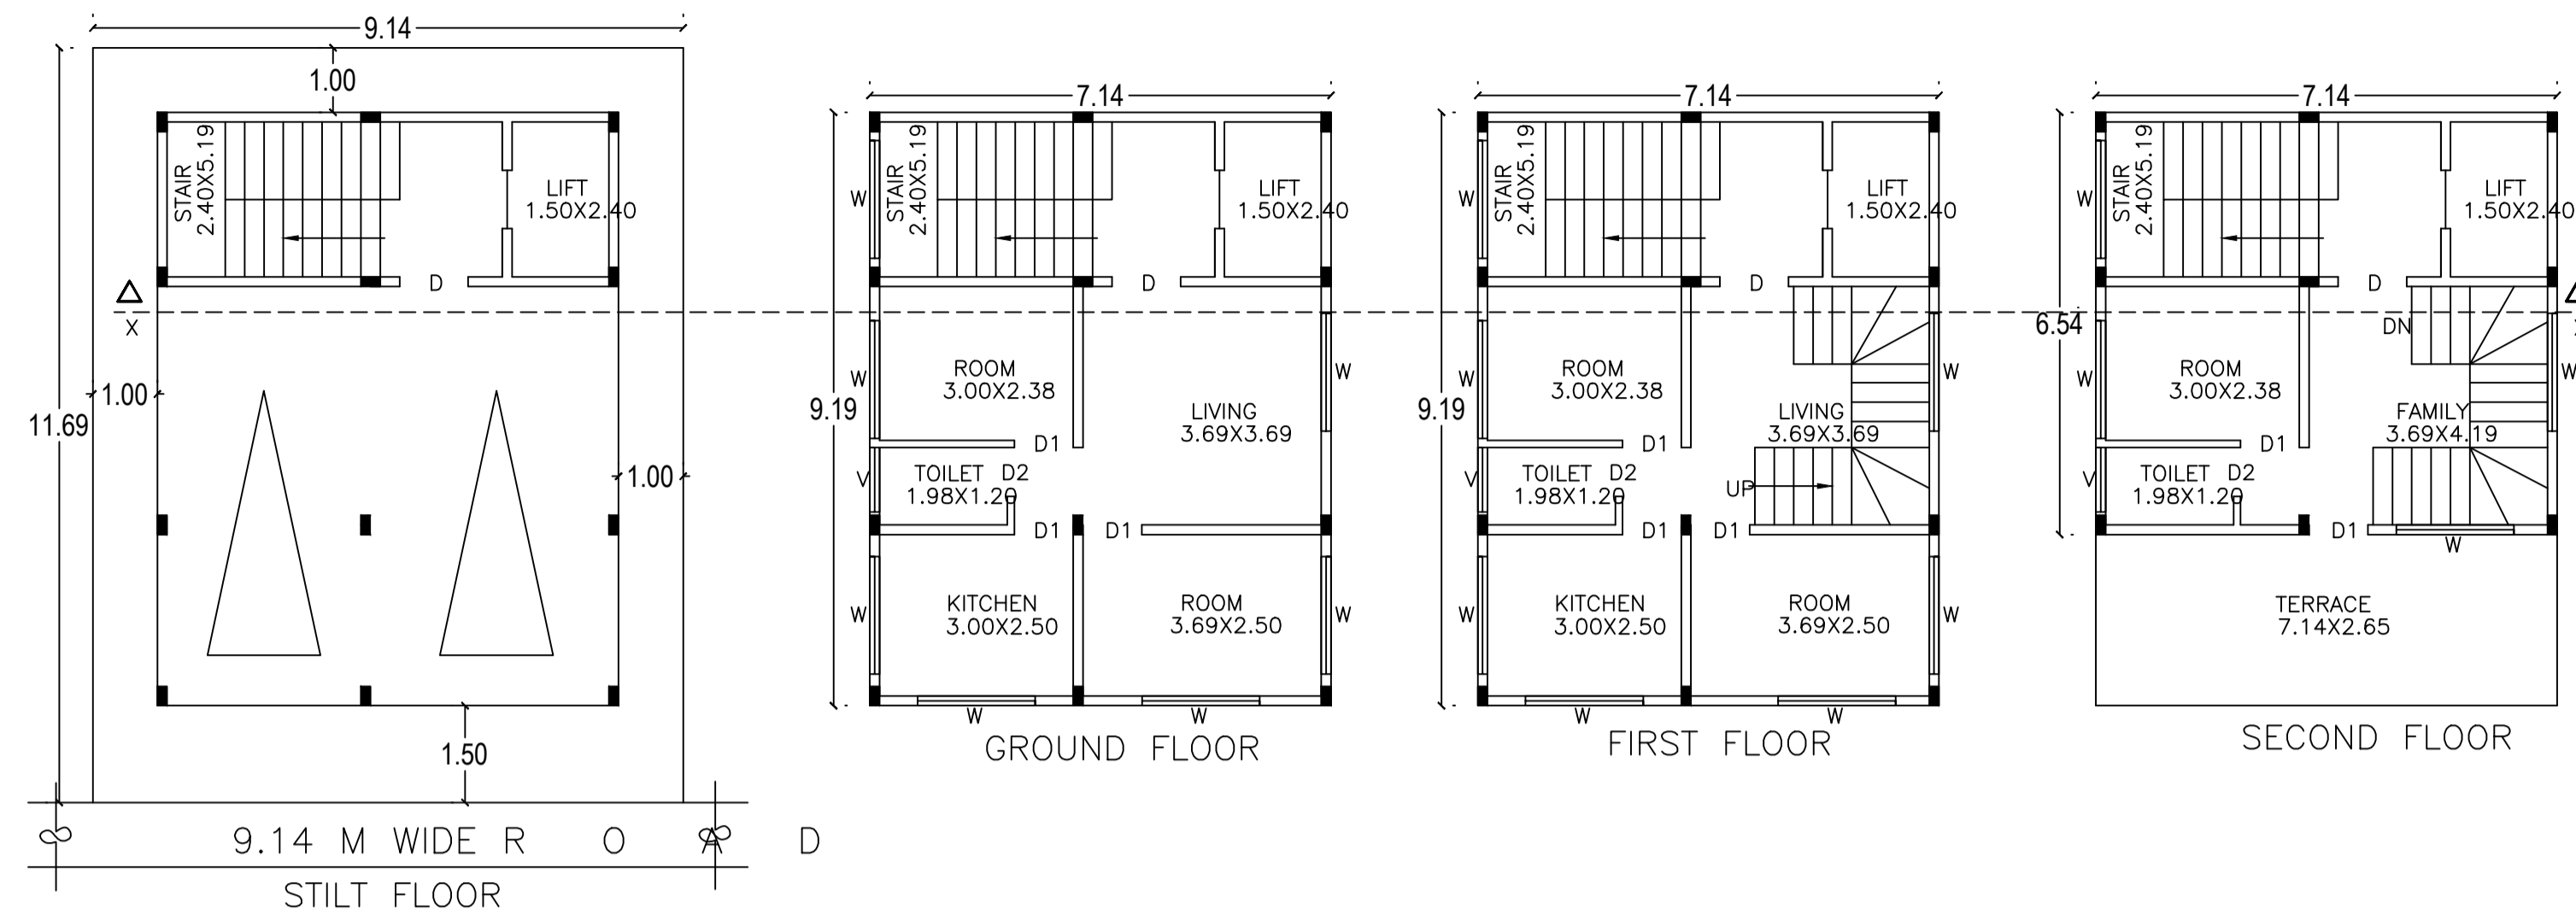 9.14
1.00
STAIR
2.40X5.19
LIFT
1.50X2.40
D
X
1.00
11.69
1.00
1.50
9.14 M WIDE R O A D
STILT FLOOR
7.14
STAIR
2.40X5.19
LIFT
1.50X2.40
W
D
ROOM
3.00X2.38
W
W
9.19
LIVING
3.69X3.69
D1
TOILET D2
1.98X1.20
V
D1
D1
KITCHEN
3.00X2.50
ROOM
3.69X2.50
W
W
W
W
GROUND FLOOR
7.14
STAIR
2.40X5.19
LIFT
1.50X2.40
W
D
ROOM
3.00X2.38
W
W
9.19
LIVING
3.69X3.69
D1
TOILET D2
1.98X1.20
V
UP
D1
D1
KITCHEN
3.00X2.50
ROOM
3.69X2.50
W
W
W
W
FIRST FLOOR
7.14
STAIR
2.40X5.19
LIFT
1.50X2.40
W
D
6.54
DN
ROOM
3.00X2.38
W
W
FAMILY
3.69X4.19
D1
TOILET D2
1.98X1.20
V
D1
W
TERRACE
7.14X2.65
SECOND FLOOR